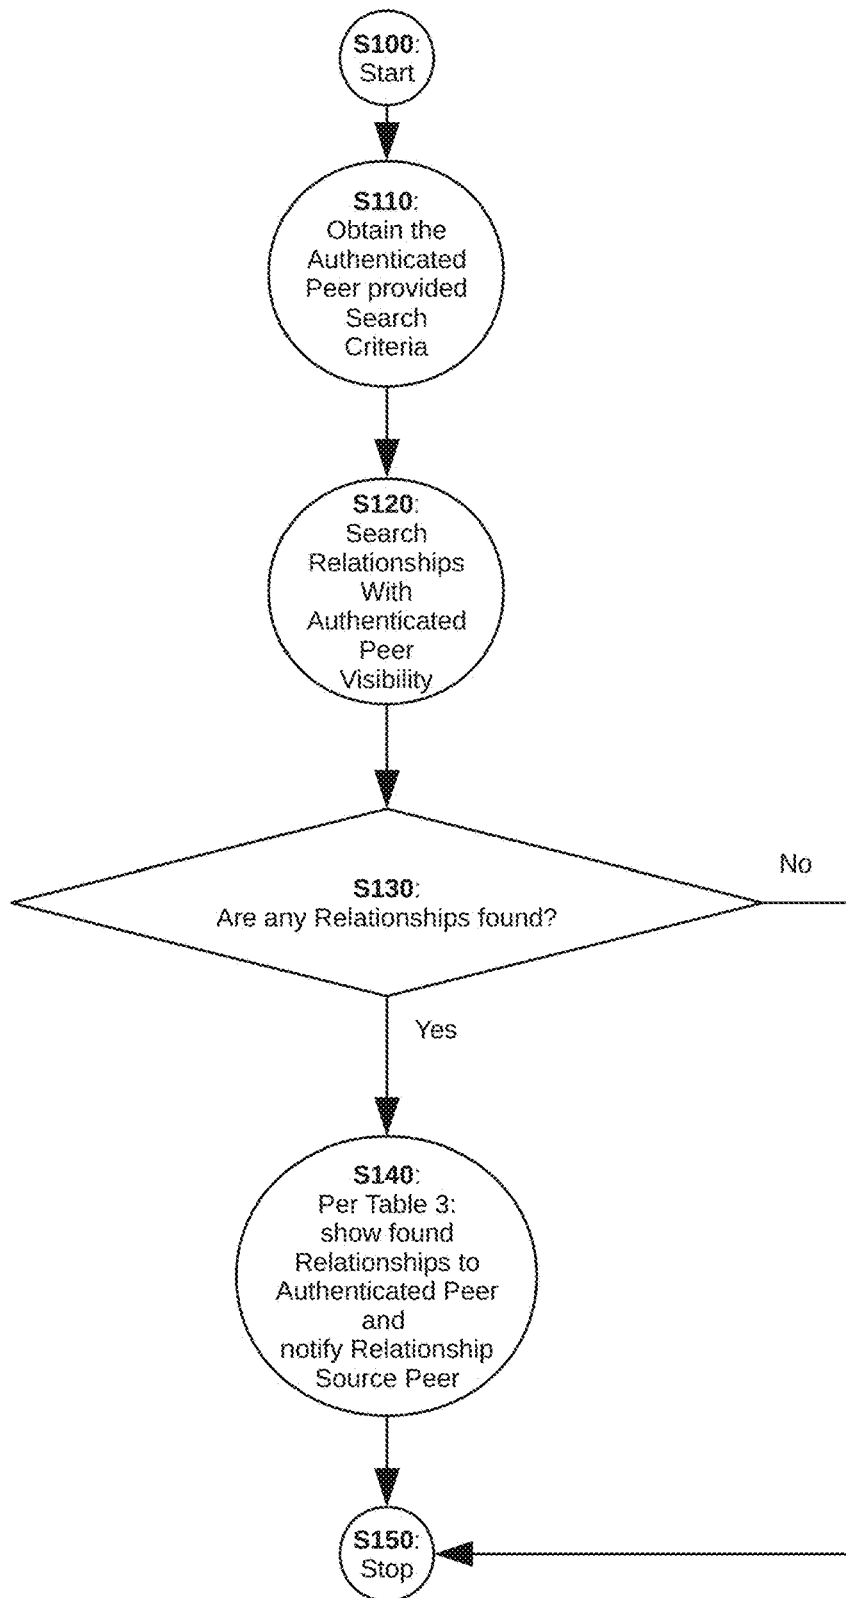 S100:
Start
S110:
Obtain the
Authenticated
Peer provided
Search
Criteria
S120:
Search
Relationships
With
Authenticated
Peer
Visibility
S130:
Are any Relationships found?
No
Yes
S140:
Per Table 3:
show found
Relationships to
Authenticated Peer
and
notify Relationship
Source Peer
S150:
Stop